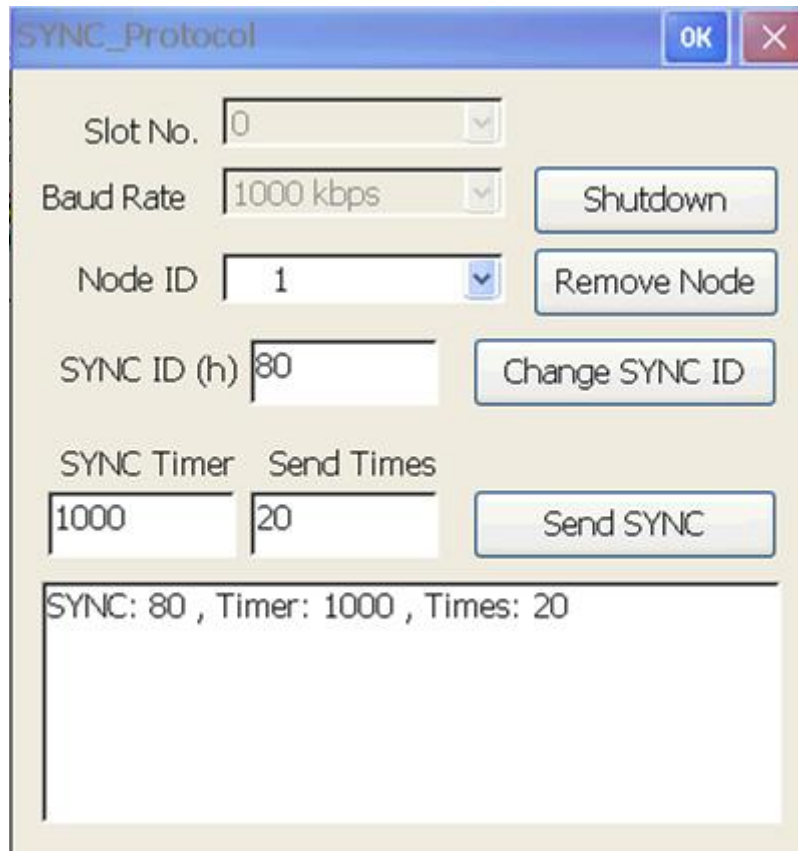 SYNC_Protocol OK
Slot No. 0
Baud Rate 1000 kbps Shutdown
Node ID 1 Remove Node
SYNC ID (h) 80 Change SYNC ID
SYNC Timer Send Times
1000 20 Send SYNC
SYNC: 80 , Timer: 1000 , Times: 20